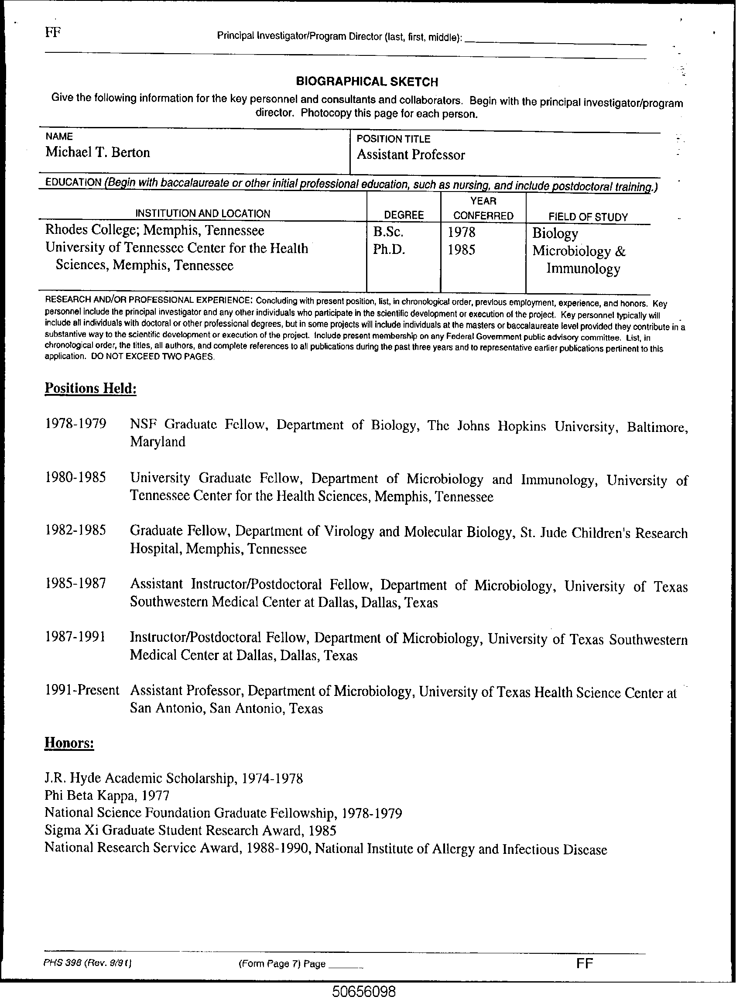 FF
Principal Investigator/Program Director (last, first, middle):
BIOGRAPHICAL SKETCH
Give the following information for the key personnel and consultants and collaborators. Begin with the principal investigator/program
director. Photocopy this page for each person.
NAME
Michael T. Berton
POSITION TITLE
Assistant Professor
EDUCATION (Begin with baccalaureate or other initial professional education, such as nursing, and include postdoctoral training.)
INSTITUTION AND LOCATION DEGREE YEAR CONFERRED FIELD OF STUDY
Rhodes College; Memphis, Tennessee B.Sc. 1978 Biology
University of Tennessee Center for the Health Ph.D. 1985 Microbiology &
Sciences, Memphis, Tennessee Immunology
RESEARCH AND/OR PROFESSIONAL EXPERIENCE: Concluding with present position, list, in chronological order, previous employment, experience, and honors. Key
personnel include the principal investigator and any other individuals who participate in the scientific development or execution of the project. Key personnel typically will
include all individuals with doctoral or other professional degrees, but in some projects will include individuals at the masters or baccalaureate level provided they contribute in a
substantive way to the scientific development or execution of the project. Include present membership on any Federal Government public advisory committee. List, in
chronological order, the titles, all authors, and complete references to all publications during the past three years and to representative earlier publications pertinent to this
application. DO NOT EXCEED TWO PAGES.
Positions Held:
1978-1979 NSF Graduate Fellow, Department of Biology, The Johns Hopkins University, Baltimore,
Maryland
1980-1985 University Graduate Fellow, Department of Microbiology and Immunology, University of
Tennessee Center for the Health Sciences, Memphis, Tennessee
1982-1985 Graduate Fellow, Department of Virology and Molecular Biology, St. Jude Children's Research
Hospital, Memphis, Tennessee
1985-1987 Assistant Instructor/Postdoctoral Fellow, Department of Microbiology, University of Texas
Southwestern Medical Center at Dallas, Dallas, Texas
1987-1991 Instructor/Postdoctoral Fellow, Department of Microbiology, University of Texas Southwestern
Medical Center at Dallas, Dallas, Texas
1991-Present Assistant Professor, Department of Microbiology, University of Texas Health Science Center at
San Antonio, San Antonio, Texas
Honors:
J.R. Hyde Academic Scholarship, 1974-1978
Phi Beta Kappa, 1977
National Science Foundation Graduate Fellowship, 1978-1979
Sigma Xi Graduate Student Research Award, 1985
National Research Service Award, 1988-1990, National Institute of Allergy and Infectious Disease
PHS 398 (Rev. 9/91) (Form Page 7) Page FF
50656098